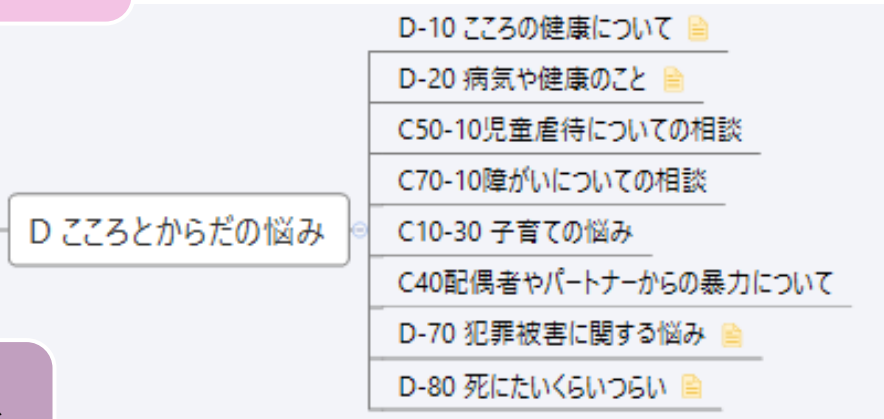 D-10 こころの健康について
D-20 病気や健康のこと
C50-10児童虐待についての相談
C70-10障がいについての相談
D こころとからだの悩み
C10-30 子育ての悩み
C40配偶者やパートナーからの暴力について
D-70 犯罪被害に関する悩み
D-80 死にたいくらいつらい